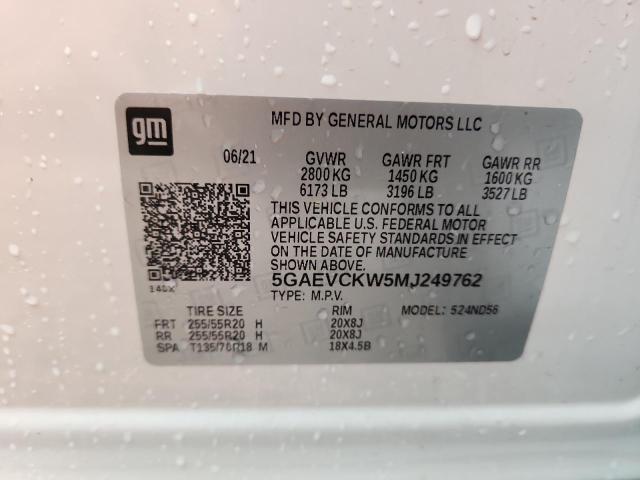 gm
MFD BY GENERAL MOTORS LLC
06/21 GVWR GAWR FRT GAWR RR
2800 KG 1450 KG 1600 KG
6173 LB 3196 LB 3527 LB
THIS VEHICLE CONFORMS TO ALL
APPLICABLE U.S. FEDERAL MOTOR
VEHICLE SAFETY STANDARDS IN EFFECT
ON THE DATE OF MANUFACTURE
SHOWN ABOVE.
5GAEVCKW5MJ249762
TYPE: M.P.V. MODEL: 524ND56
TIRE SIZE RIM
FRT 255/55R20 H 20X8J
RR 255/55R20 H 20X8J
SPA T135/70R18 M 18X4.5B